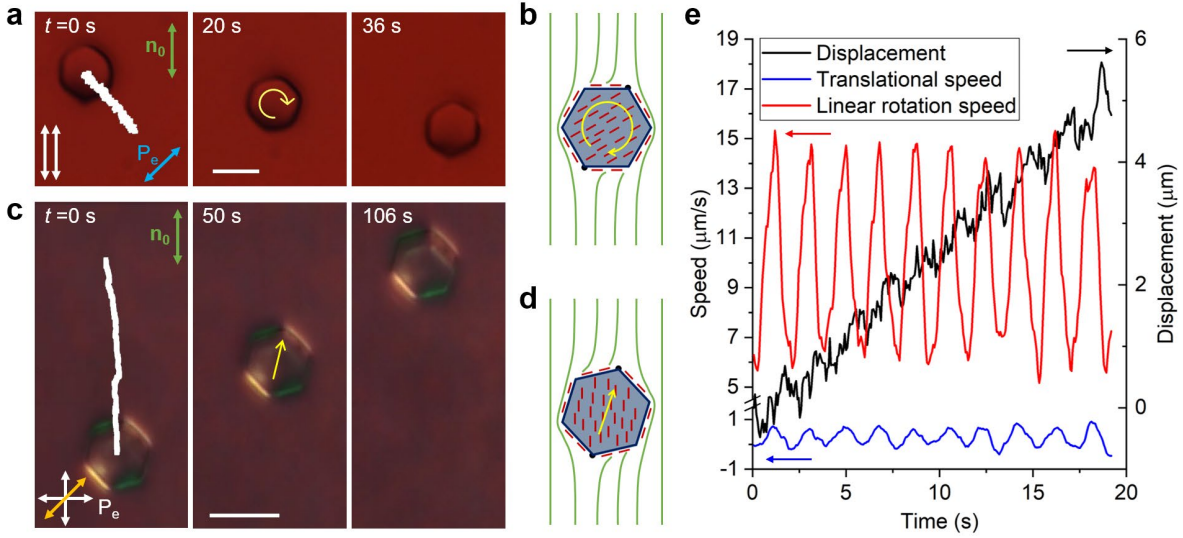 a
t =0 s
n₀
Pₑ
20 s
36 s
b
c
t=0 s
n₀
Pₑ
50 s
106 s
d
e
Displacement
Translational speed
Linear rotation speed
Speed (μm/s)
19
17
15
13
11
9
7
5
1
-1
0
5
10
15
20
Time (s)
6
4
2
0
Displacement (μm)